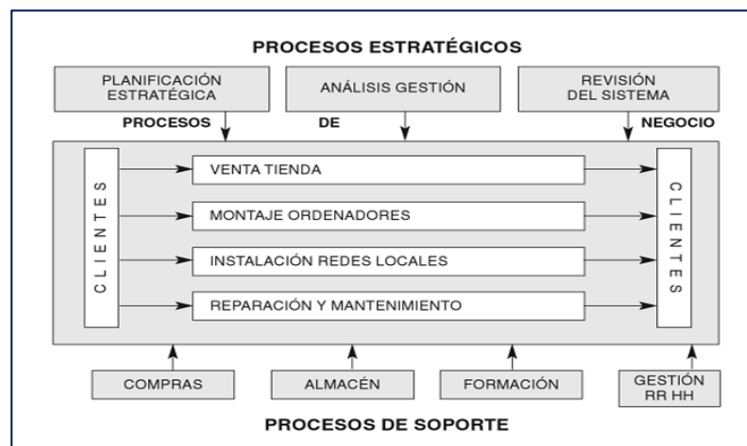 PROCESOS ESTRATÉGICOS
PLANIFICACIÓN
ESTRATÉGICA
ANÁLISIS GESTIÓN
REVISIÓN
DEL SISTEMA
PROCESOS DE NEGOCIO
CLIENTES
VENTA TIENDA
MONTAJE ORDENADORES
INSTALACIÓN REDES LOCALES
REPARACIÓN Y MANTENIMIENTO
CLIENTES
COMPRAS
ALMACÉN
FORMACIÓN
GESTIÓN
RR HH
PROCESOS DE SOPORTE